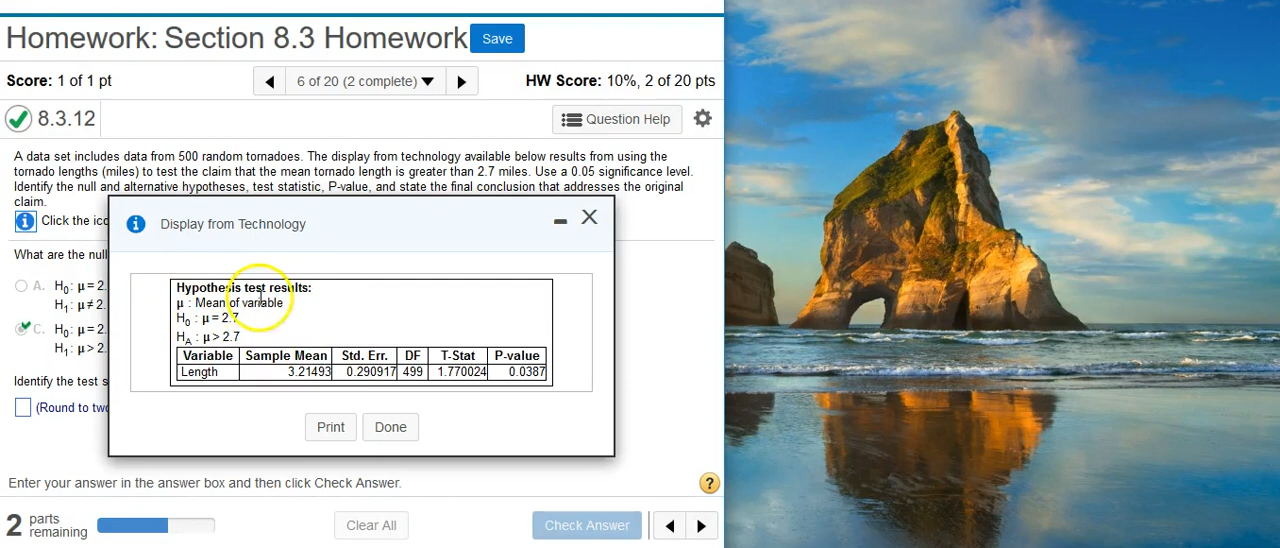 Homework: Section 8.3 Homework Save
Score: 1 of 1 pt
6 of 20 (2 complete)
HW Score: 10%, 2 of 20 pts
8.3.12
Question Help
A data set includes data from 500 random tornadoes. The display from technology available below results from using the
tornado lengths (miles) to test the claim that the mean tornado length is greater than 2.7 miles. Use a 0.05 significance level.
Identify the null and alternative hypotheses, test statistic, P-value, and state the final conclusion that addresses the original
claim.
Click the ico
What are the null
A. H0: μ=2.
H1: μ≠2.
C. H0: μ=2.
H1: μ>2.
Identify the test s
(Round to two
Display from Technology
Hypothesis test results:
μ : Mean of variable
H0 : μ=2.7
HA : μ>2.7
Variable Sample Mean Std. Err. DF T-Stat P-value
Length 3.21493 0.290917 499 1.770024 0.0387
Print Done
Enter your answer in the answer box and then click Check Answer.
?
2 parts
remaining
Clear All
Check Answer